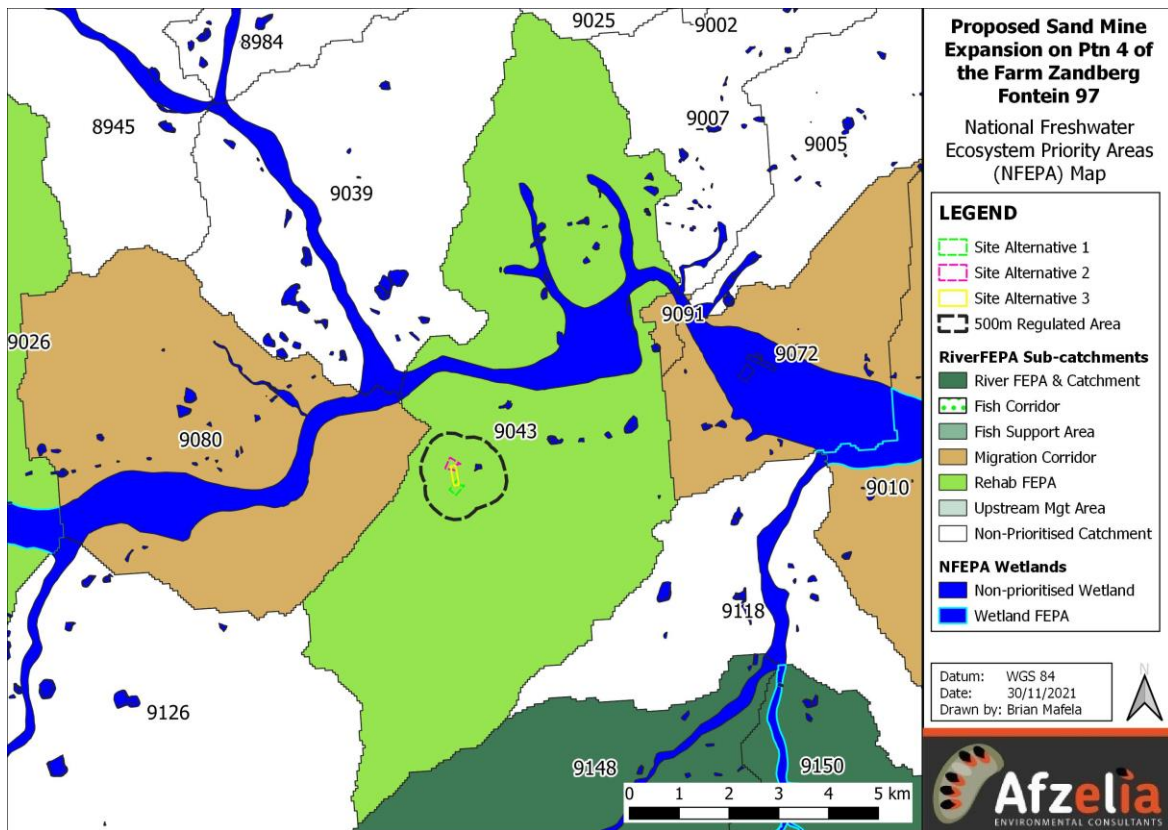 9025
9002
8984
8945
9007
9005
9039
9026
9091
9072
9080
9043
9010
9118
9126
9148
9150
0 1 2 3 4 5 km
Proposed Sand Mine
Expansion on Ptn 4 of
the Farm Zandberg
Fontein 97
National Freshwater
Ecosystem Priority Areas
(NFEPA) Map
LEGEND
Site Alternative 1
Site Alternative 2
Site Alternative 3
500m Regulated Area
RiverFEPA Sub-catchments
River FEPA & Catchment
Fish Corridor
Fish Support Area
Migration Corridor
Rehab FEPA
Upstream Mgt Area
Non-Prioritised Catchment
NFEPA Wetlands
Non-prioritised Wetland
Wetland FEPA
Datum: WGS 84
Date: 30/11/2021
Drawn by: Brian Mafela
N
Afzelia
ENVIRONMENTAL CONSULTANTS